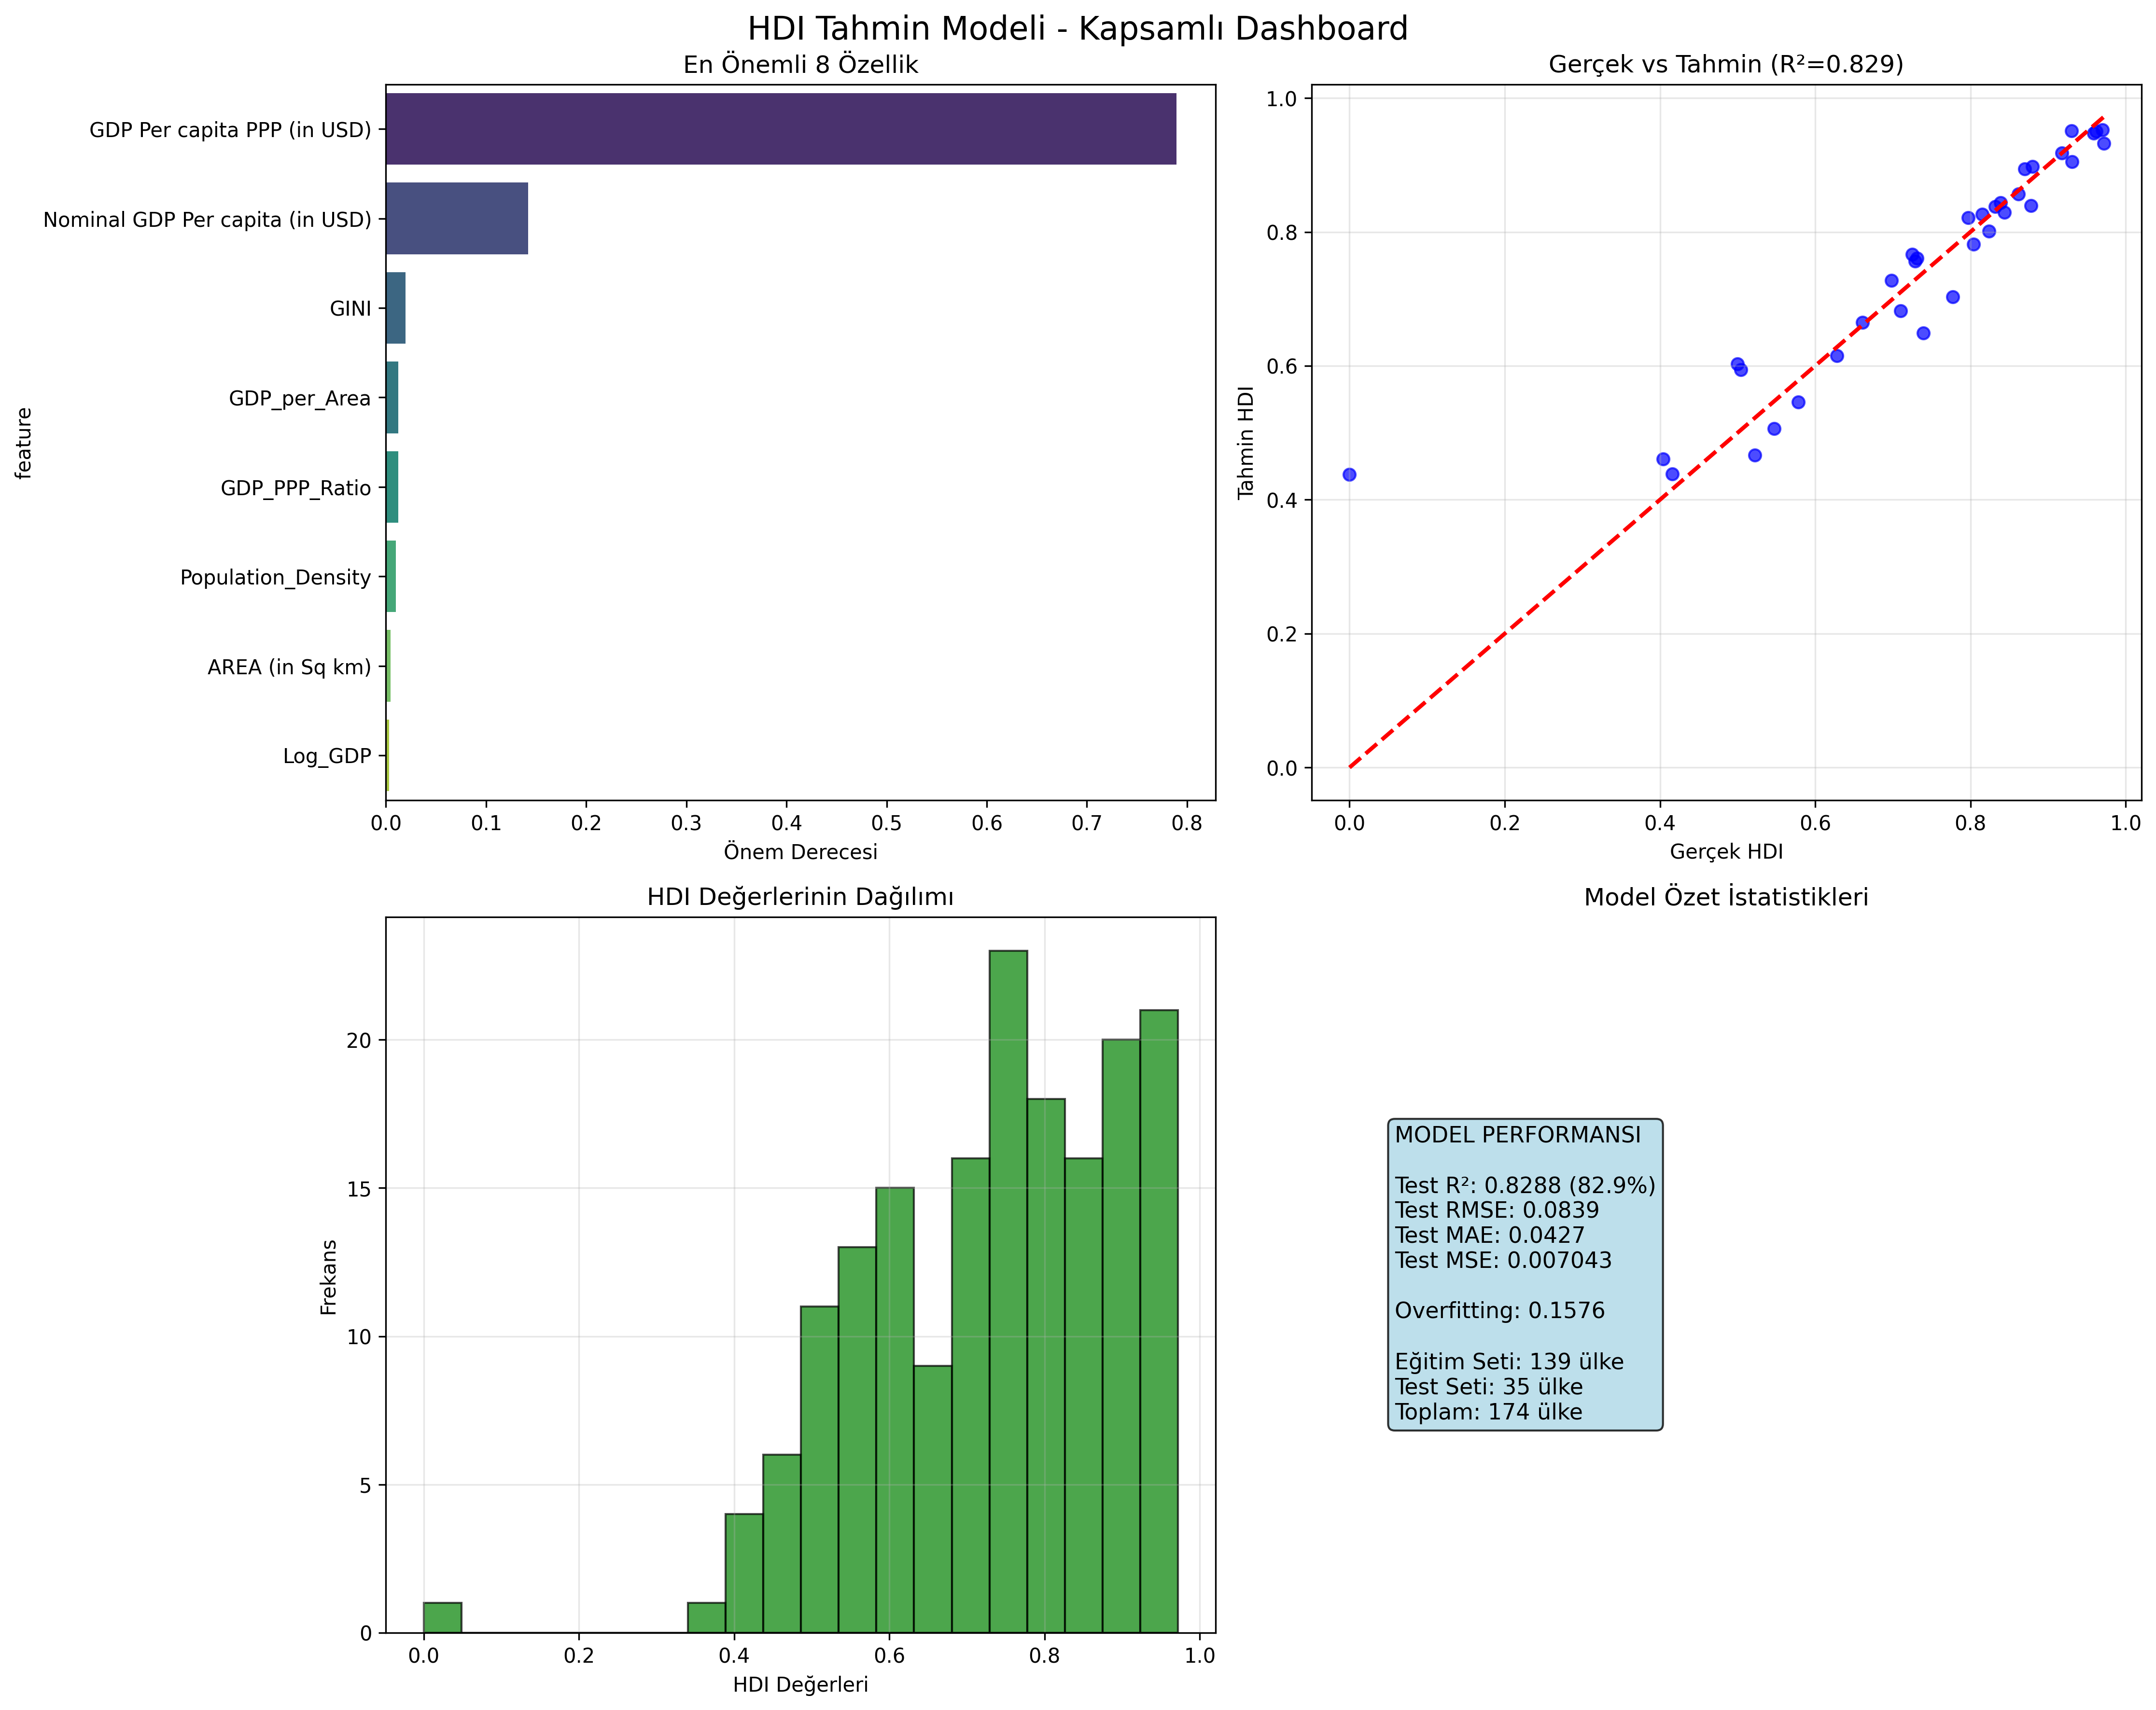 HDI Tahmin Modeli - Kapsamlı Dashboard
En Önemli 8 Özellik
feature
GDP Per capita PPP (in USD)
Nominal GDP Per capita (in USD)
GINI
GDP_per_Area
GDP_PPP_Ratio
Population_Density
AREA (in Sq km)
Log_GDP
0.0 0.1 0.2 0.3 0.4 0.5 0.6 0.7 0.8
Önem Derecesi
Gerçek vs Tahmin (R²=0.829)
Tahmin HDI
1.0
0.8
0.6
0.4
0.2
0.0
0.0 0.2 0.4 0.6 0.8 1.0
Gerçek HDI
HDI Değerlerinin Dağılımı
Frekans
20
15
10
5
0
0.0 0.2 0.4 0.6 0.8 1.0
HDI Değerleri
Model Özet İstatistikleri
MODEL PERFORMANSI
Test R²: 0.8288 (82.9%)
Test RMSE: 0.0839
Test MAE: 0.0427
Test MSE: 0.007043
Overfitting: 0.1576
Eğitim Seti: 139 ülke
Test Seti: 35 ülke
Toplam: 174 ülke